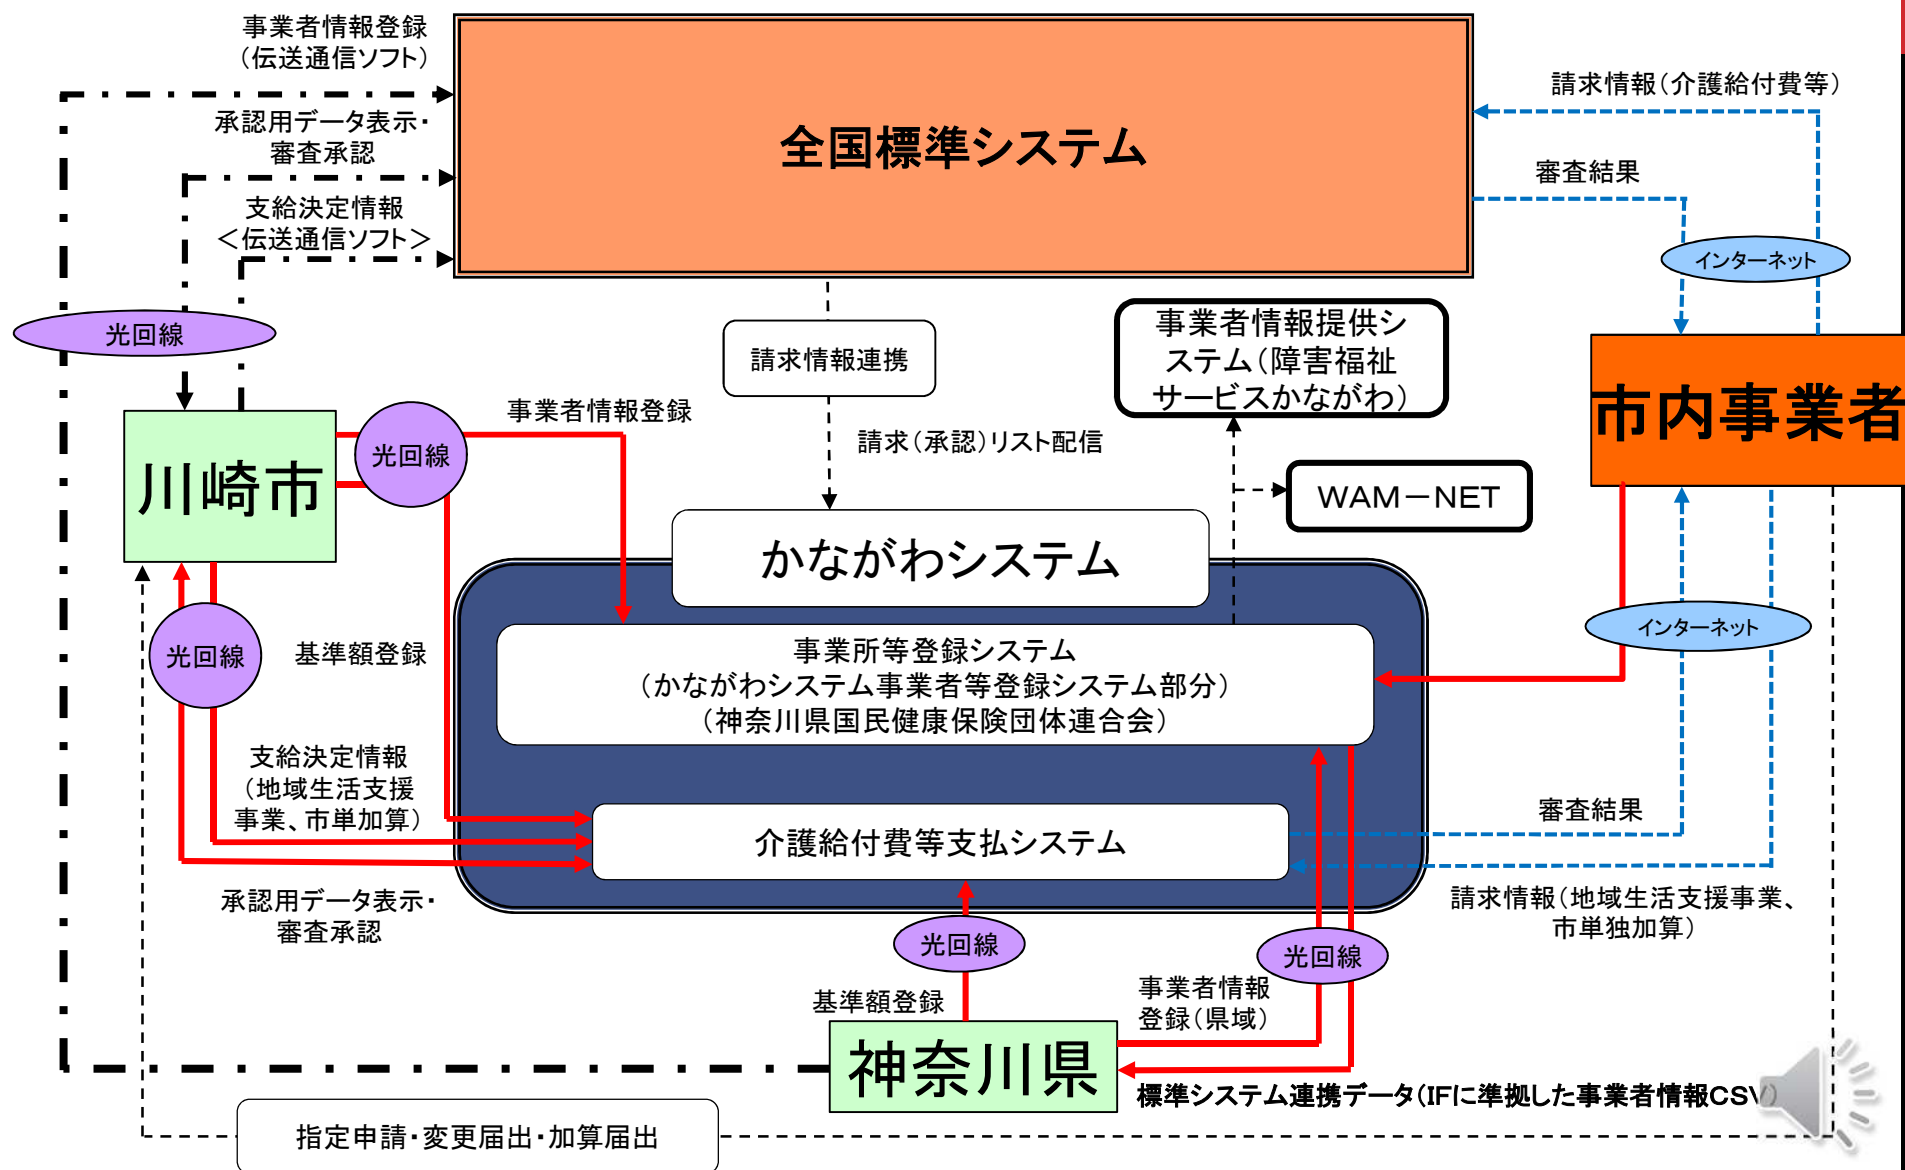 事業者情報登録
(伝送通信ソフト)
承認用データ表示・
審査承認
支給決定情報
＜伝送通信ソフト＞
全国標準システム
請求情報(介護給付費等)
審査結果
インターネット
光回線
請求情報連携
事業者情報提供シ
ステム(障害福祉
サービスかながわ)
市内事業者
川崎市
光回線
事業者情報登録
請求(承認)リスト配信
WAM－NET
かながわシステム
光回線
基準額登録
事業所等登録システム
(かながわシステム事業者等登録システム部分)
(神奈川県国民健康保険団体連合会)
インターネット
支給決定情報
(地域生活支援
事業、市単加算)
介護給付費等支払システム
審査結果
承認用データ表示・
審査承認
請求情報(地域生活支援事業、
市単独加算)
光回線
光回線
基準額登録
事業者情報
登録(県域)
神奈川県
標準システム連携データ(IFに準拠した事業者情報CSV)
指定申請・変更届出・加算届出